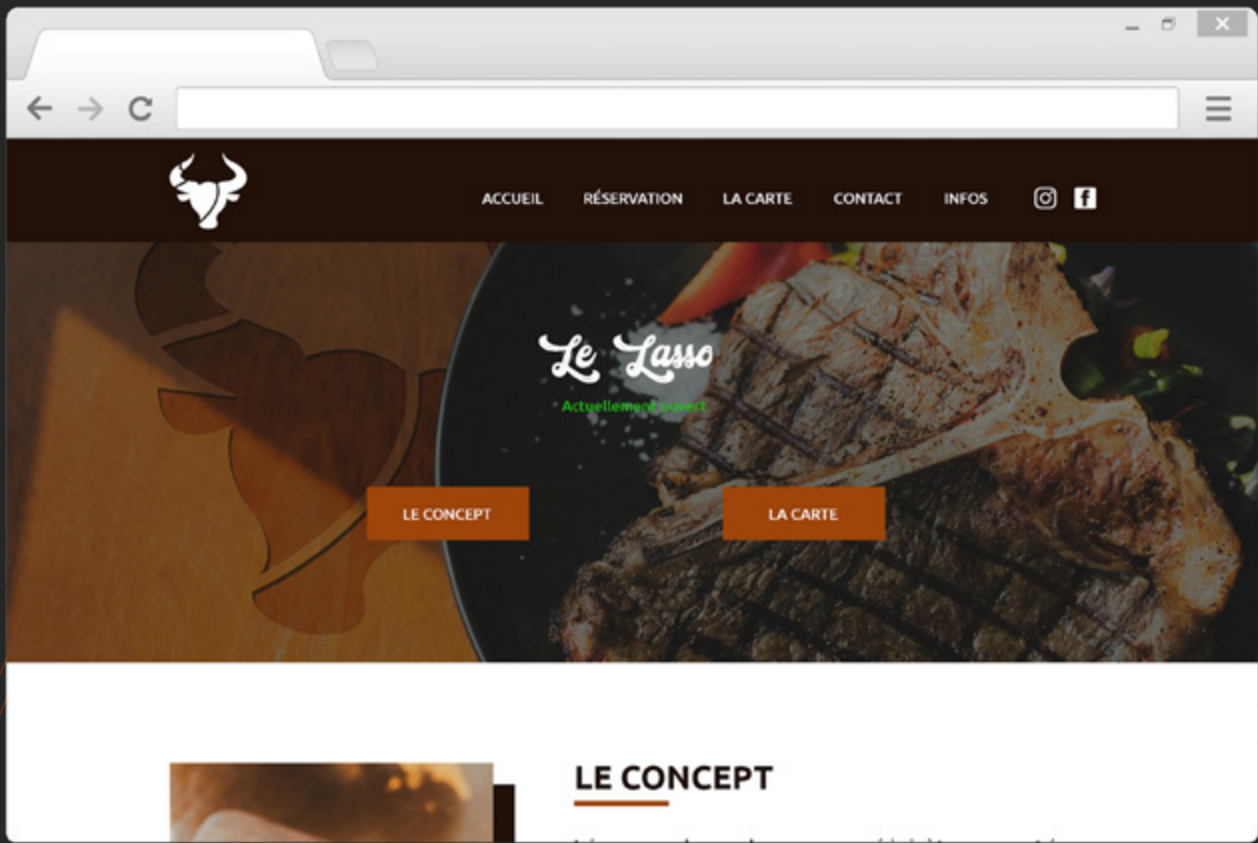 ACCUEIL RÉSERVATION LA CARTE CONTACT INFOS
Le Lasso
Actuellement ouvert
LE CONCEPT LA CARTE
LE CONCEPT